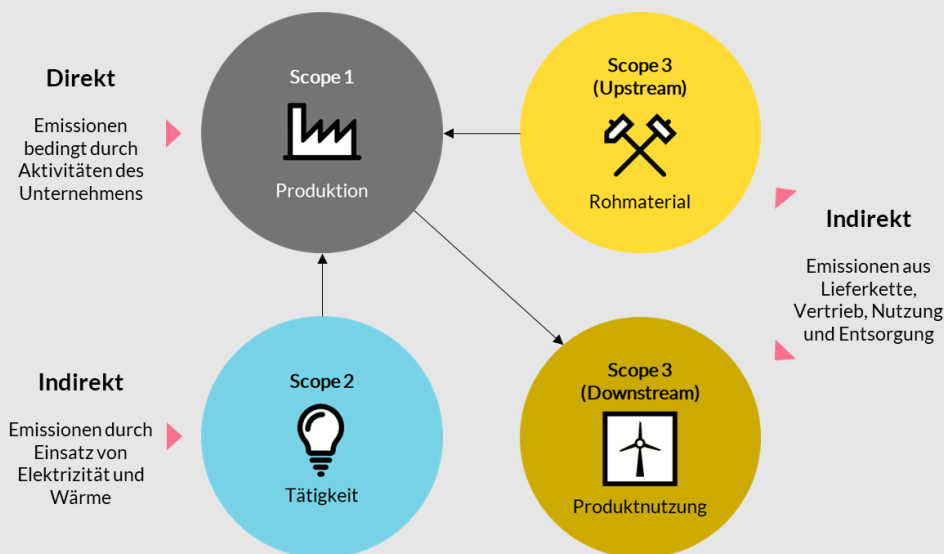 Direkt
Emissionen
bedingt durch
Aktivitäten des
Unternehmens
Scope 1
Produktion
Scope 3
(Upstream)
Rohmaterial
Indirekt
Emissionen aus
Lieferkette,
Vertrieb, Nutzung
und Entsorgung
Indirekt
Emissionen durch
Einsatz von
Elektrizität und
Wärme
Scope 2
Tätigkeit
Scope 3
(Downstream)
Produktnutzung